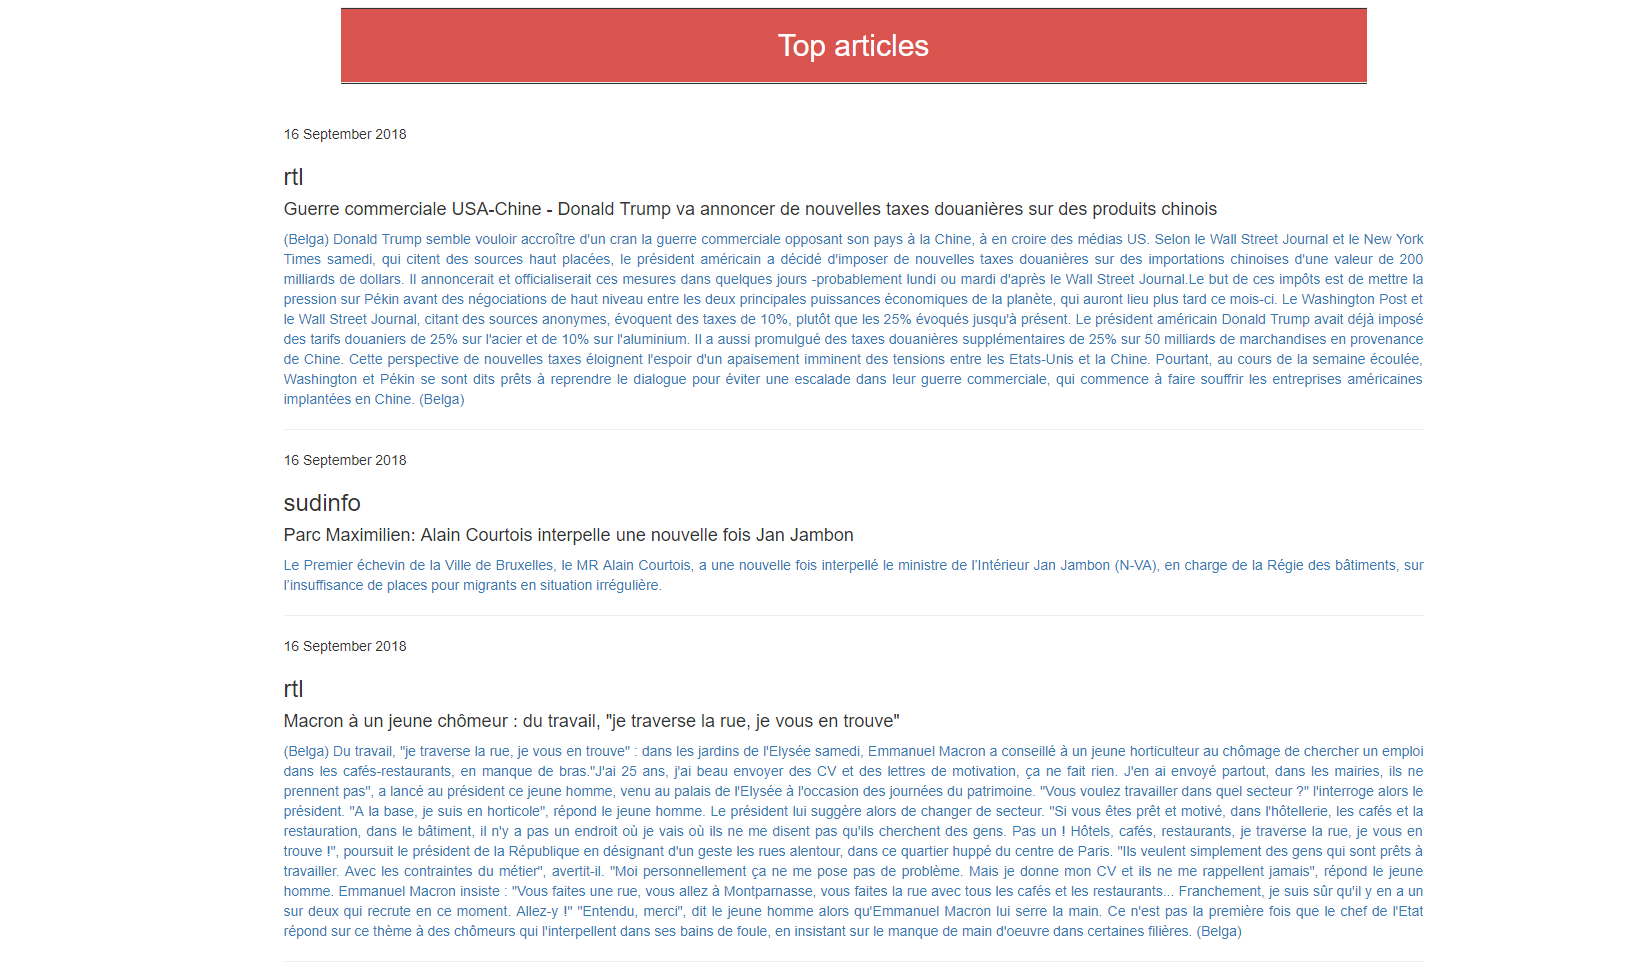 Top articles
16 September 2018
rtl
Guerre commerciale USA-Chine - Donald Trump va annoncer de nouvelles taxes douanières sur des produits chinois
(Belga) Donald Trump semble vouloir accroître d'un cran la guerre commerciale opposant son pays à la Chine, à en croire des médias US. Selon le Wall Street Journal et le New York
Times samedi, qui citent des sources haut placées, le président américain a décidé d'imposer de nouvelles taxes douanières sur des importations chinoises d'une valeur de 200
milliards de dollars. Il annoncerait et officialiserait ces mesures dans quelques jours -probablement lundi ou mardi d'après le Wall Street Journal.Le but de ces impôts est de mettre la
pression sur Pékin avant des négociations de haut niveau entre les deux principales puissances économiques de la planète, qui auront lieu plus tard ce mois-ci. Le Washington Post et
le Wall Street Journal, citant des sources anonymes, évoquent des taxes de 10%, plutôt que les 25% évoqués jusqu'à présent. Le président américain Donald Trump avait déjà imposé
des tarifs douaniers de 25% sur l'acier et de 10% sur l'aluminium. Il a aussi promulgué des taxes douanières supplémentaires de 25% sur 50 milliards de marchandises en provenance
de Chine. Cette perspective de nouvelles taxes éloignent l'espoir d'un apaisement imminent des tensions entre les Etats-Unis et la Chine. Pourtant, au cours de la semaine écoulée,
Washington et Pékin se sont dits prêts à reprendre le dialogue pour éviter une escalade dans leur guerre commerciale, qui commence à faire souffrir les entreprises américaines
implantées en Chine. (Belga)
16 September 2018
sudinfo
Parc Maximilien: Alain Courtois interpelle une nouvelle fois Jan Jambon
Le Premier échevin de la Ville de Bruxelles, le MR Alain Courtois, a une nouvelle fois interpellé le ministre de l’Intérieur Jan Jambon (N-VA), en charge de la Régie des bâtiments, sur
l’insuffisance de places pour migrants en situation irrégulière.
16 September 2018
rtl
Macron à un jeune chômeur : du travail, "je traverse la rue, je vous en trouve"
(Belga) Du travail, "je traverse la rue, je vous en trouve" : dans les jardins de l'Elysée samedi, Emmanuel Macron a conseillé à un jeune horticulteur au chômage de chercher un emploi
dans les cafés-restaurants, en manque de bras."J'ai 25 ans, j'ai beau envoyer des CV et des lettres de motivation, ça ne fait rien. J'en ai envoyé partout, dans les mairies, ils ne
prennent pas", a lancé au président ce jeune homme, venu au palais de l'Elysée à l'occasion des journées du patrimoine. "Vous voulez travailler dans quel secteur ?" l'interroge alors le
président. "A la base, je suis en horticole", répond le jeune homme. Le président lui suggère alors de changer de secteur. "Si vous êtes prêt et motivé, dans l'hôtellerie, les cafés et la
restauration, dans le bâtiment, il n'y a pas un endroit où je vais où ils ne me disent pas qu'ils cherchent des gens. Pas un ! Hôtels, cafés, restaurants, je traverse la rue, je vous en
trouve !", poursuit le président de la République en désignant d'un geste les rues alentour, dans ce quartier huppé du centre de Paris. "Ils veulent simplement des gens qui sont prêts à
travailler. Avec les contraintes du métier", avertit-il. "Moi personnellement ça ne me pose pas de problème. Mais je donne mon CV et ils ne me rappellent jamais", répond le jeune
homme. Emmanuel Macron insiste : "Vous faites une rue, vous allez à Montparnasse, vous faites la rue avec tous les cafés et les restaurants... Franchement, je suis sûr qu'il y en a un
sur deux qui recrute en ce moment. Allez-y !" "Entendu, merci", dit le jeune homme alors qu'Emmanuel Macron lui serre la main. Ce n'est pas la première fois que le chef de l'Etat
répond sur ce thème à des chômeurs qui l'interpellent dans ses bains de foule, en insistant sur le manque de main d'oeuvre dans certaines filières. (Belga)